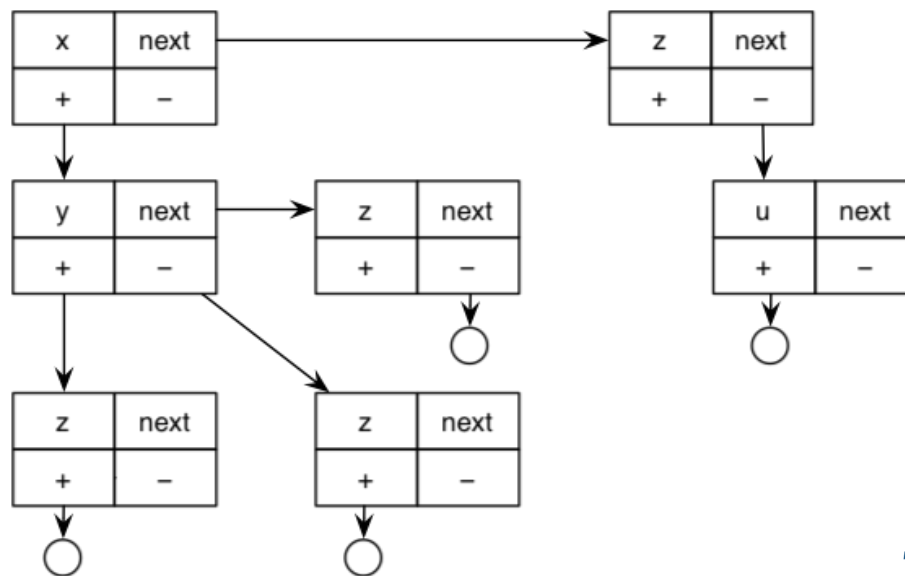 x next z next
+ − + −
y next z next u next
+ − + − + −
z next z next
+ − + −